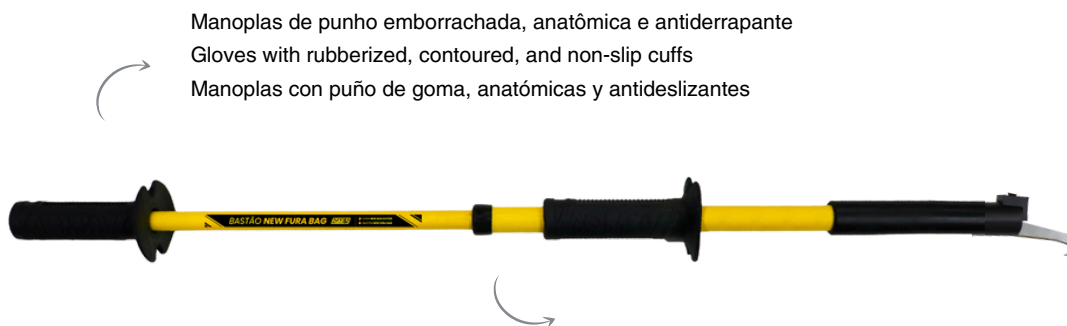 Manoplas de punho emborrachada, anatômica e antiderrapante
Gloves with rubberized, contoured, and non-slip cuffs
Manoplas con puño de goma, anatómicas y antideslizantes
BASTÃO NEW FURA BAG